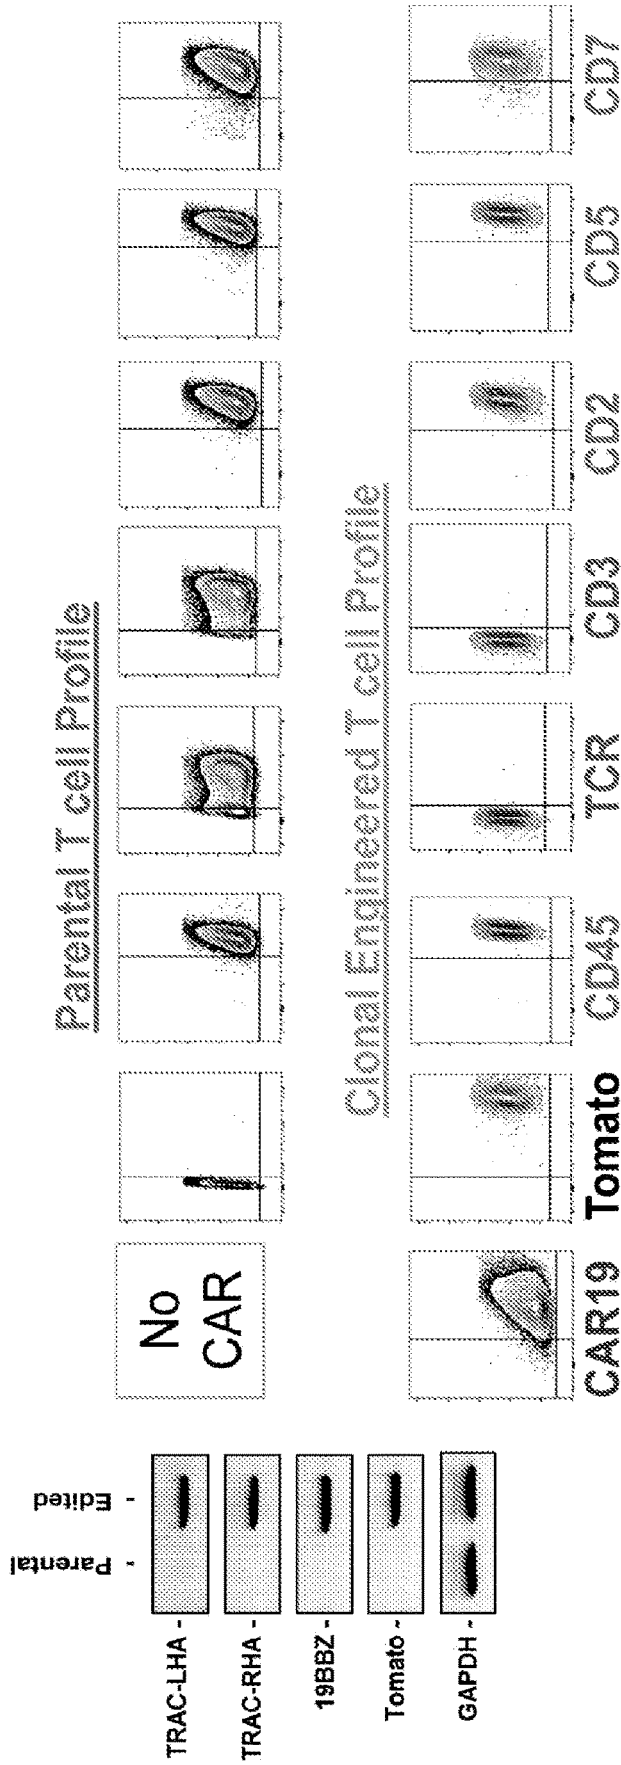 Parental
Edited
TRAC-LHA -
TRAC-RHA -
19BBZ -
Tomato -
GAPDH -
Parental T cell Profile
No
CAR
Clonal Engineered T cell Profile
CAR19
Tomato
CD45
TCR
CD3
CD2
CD5
CD7